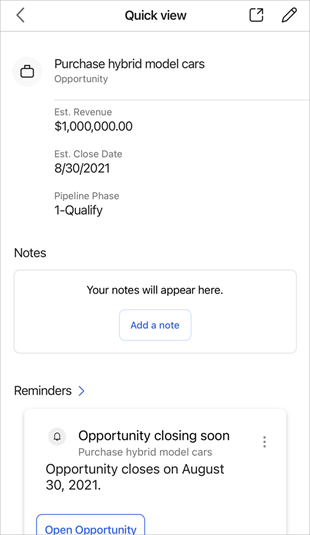 Quick view
Purchase hybrid model cars
Opportunity
Est. Revenue
$1,000,000.00
Est. Close Date
8/30/2021
Pipeline Phase
1-Qualify
Notes
Your notes will appear here.
Add a note
Reminders
Opportunity closing soon
Purchase hybrid model cars
Opportunity closes on August
30, 2021.
Open Opportunity